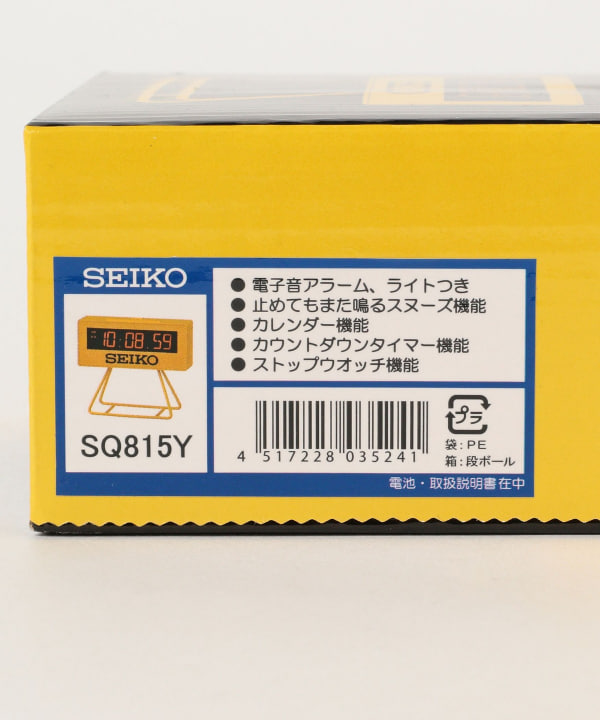 SEIKO
10:08 59
SEIKO
SQ815Y
● 電子音アラーム、ライトつき
● 止めてもまた鳴るスヌーズ機能
● カレンダー機能
● カウントダウンタイマー機能
● ストップウオッチ機能
4 517228 035241
プラ
袋:PE
箱:段ボール
電池・取扱説明書在中